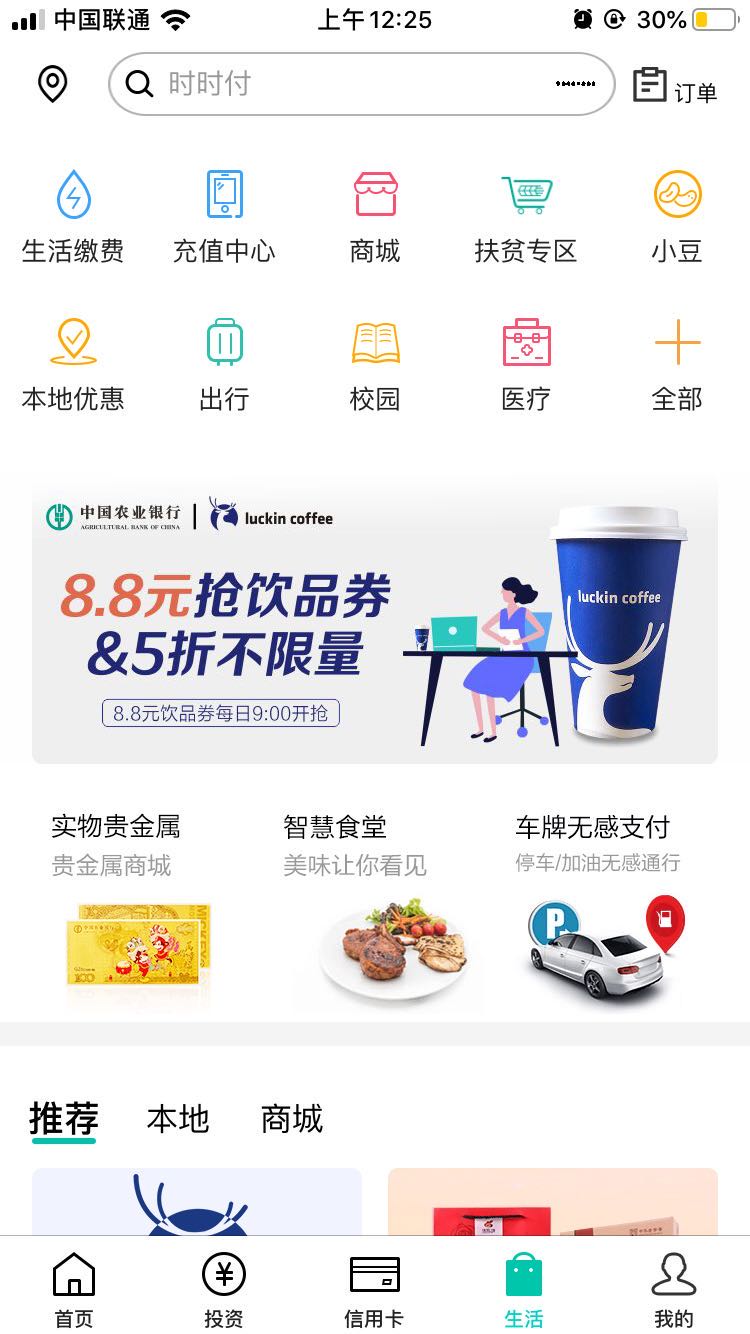 中国联通
上午12:25
30%
时时付
订单
生活缴费
充值中心
商城
扶贫专区
小豆
本地优惠
出行
校园
医疗
全部
中国农业银行
AGRICULTURAL BANK OF CHINA
luckin coffee
8.8元抢饮品券
&5折不限量
8.8元饮品券每日9:00开抢
luckin coffee
实物贵金属
智慧食堂
车牌无感支付
贵金属商城
美味让你看见
停车/加油无感通行
P
推荐
本地
商城
首页
投资
信用卡
生活
我的